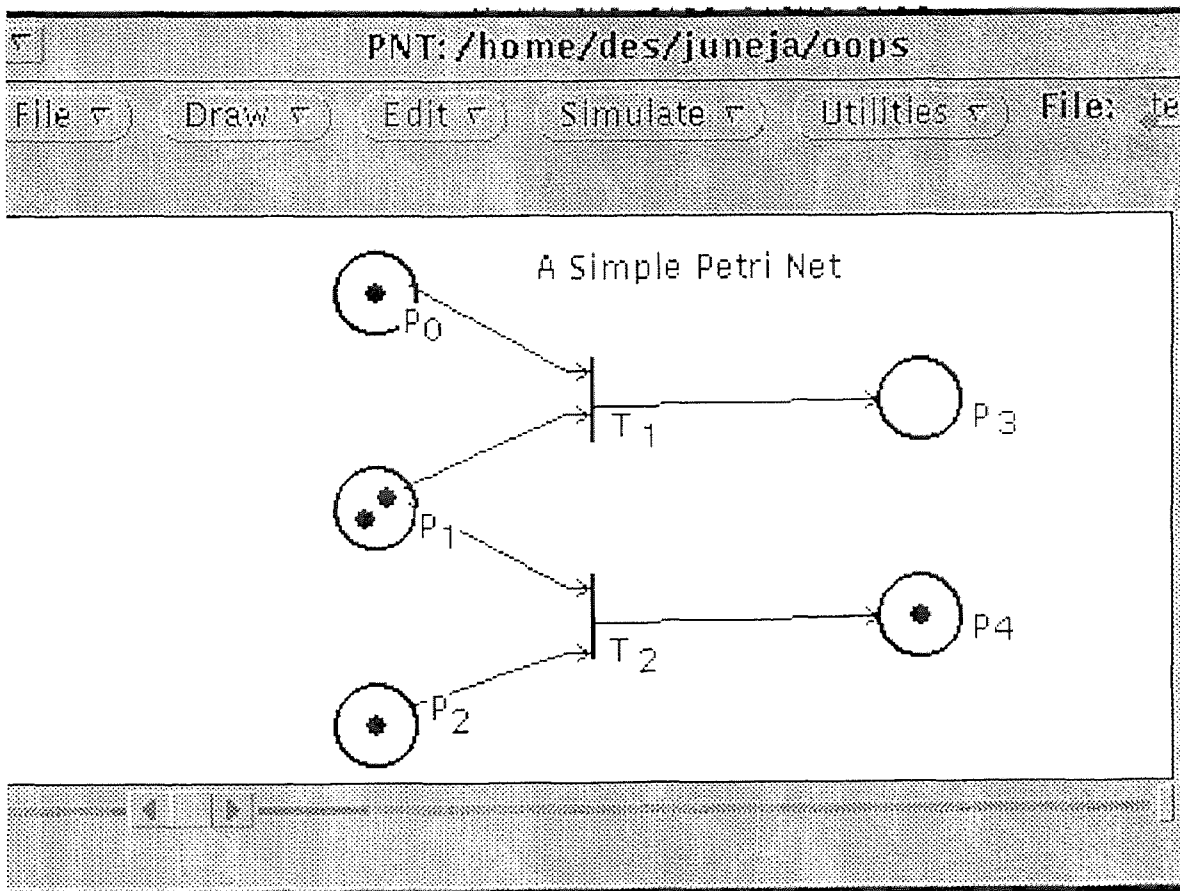 PNT: /home/des/juneja/oops
File Draw Edit Simulate Utilities File: te
A Simple Petri Net
P0
T1
P3
P1
T2
P4
P2